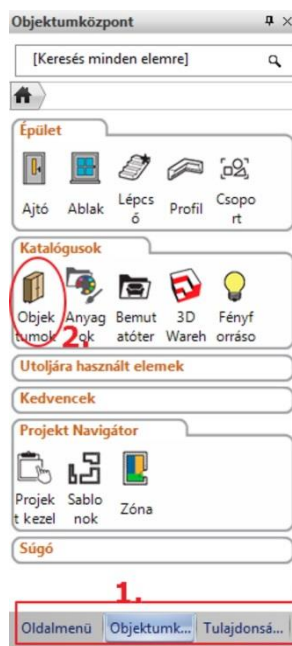 Objektumközpont
[Keresés minden elemre]
Épület
Ajtó Ablak Lépcs Profil Csopo
ő rt
Katalógusok
Objek Anyag Bemut 3D Fényf
tumok ok atóter Wareh orráso
2.
Utoljára használt elemek
Kedvencek
Projekt Navigátor
Projek Sablo Zóna
t kezel nok
Súgó
1.
Oldalmenü Objektumk... Tulajdonsá...